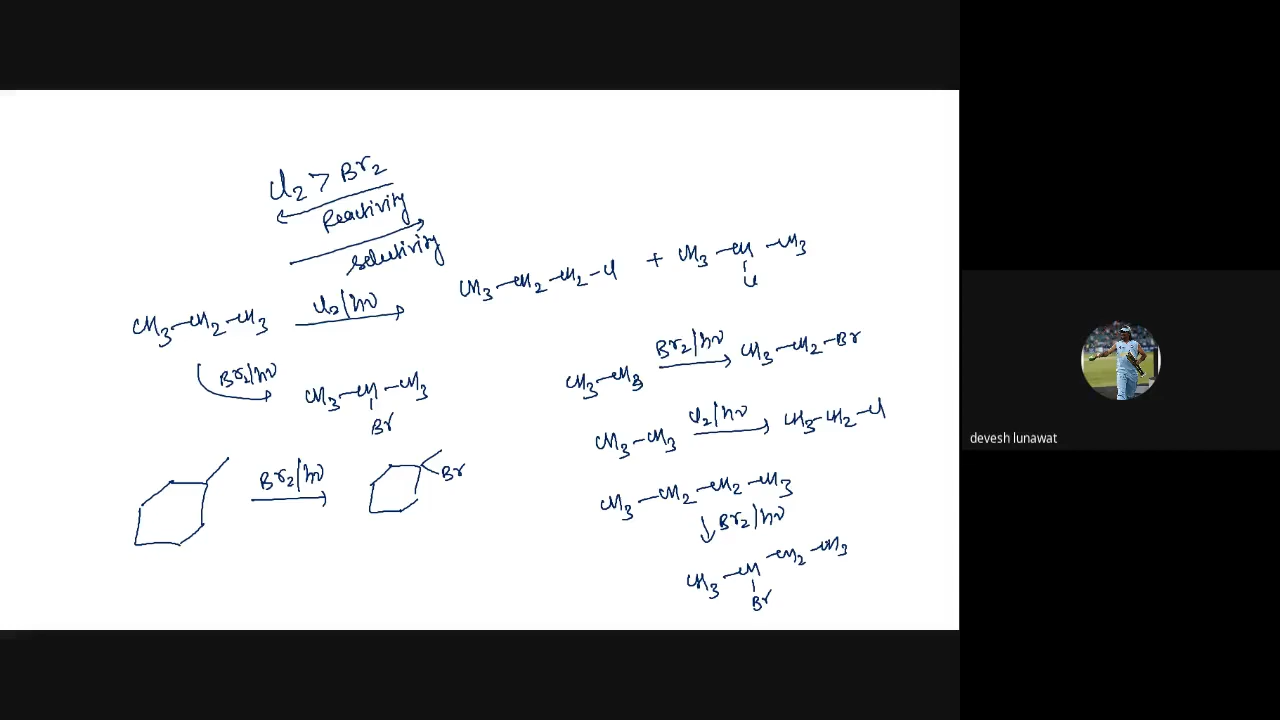 Cl2 > Br2
Reactivity
Selectivity
CH3-CH2-CH3 Cl2/hν CH3-CH2-CH2-Cl + CH3-CH-CH3
Cl
Br2/hν CH3-CH-CH3
Br
CH3-CH3 Br2/hν CH3-CH2-Br
CH3-CH3 Cl2/hν CH3-CH2-Cl
Br2/hν Br
CH3-CH2-CH2-CH3
Br2/hν
CH3-CH-CH2-CH3
Br
devesh lunawat